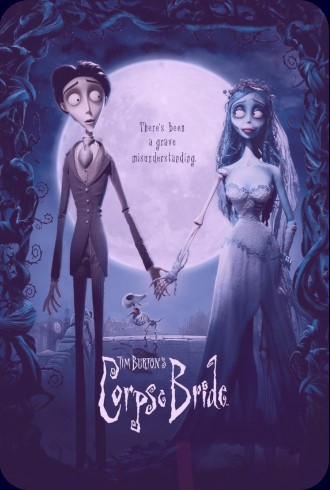 There's been
a grave
misunderstanding.
TIM BURTON'S
Corpse Bride